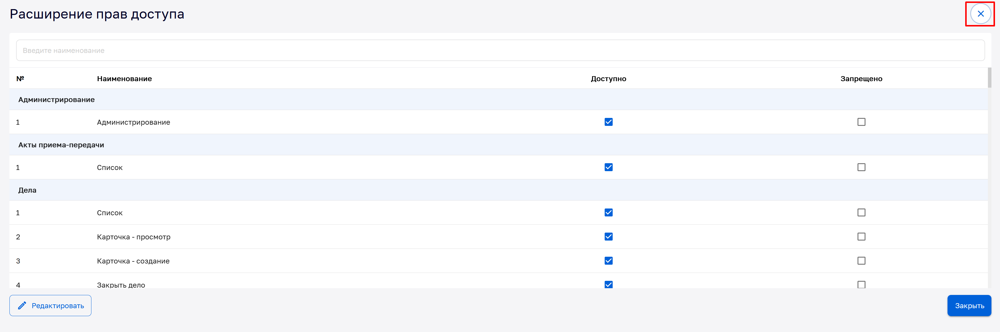 Расширение прав доступа
Введите наименование
№ Наименование Доступно Запрещено
Администрирование
1 Администрирование
Акты приема-передачи
1 Список
Дела
1 Список
2 Карточка - просмотр
3 Карточка - создание
4 Закрыть дело
Редактировать Закрыть